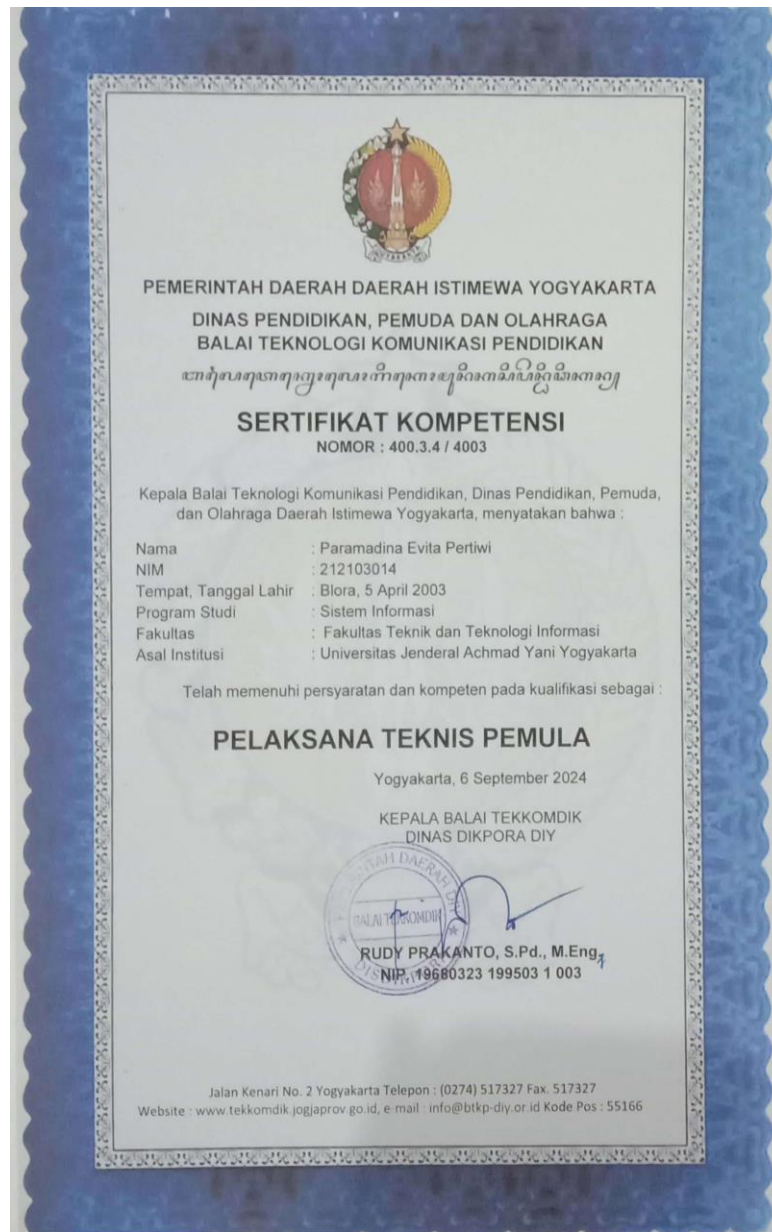 PEMERINTAH DAERAH DAERAH ISTIMEWA YOGYAKARTA
DINAS PENDIDIKAN, PEMUDA DAN OLAHRAGA
BALAI TEKNOLOGI KOMUNIKASI PENDIDIKAN
SERTIFIKAT KOMPETENSI
NOMOR : 400.3.4 / 4003
Kepala Balai Teknologi Komunikasi Pendidikan, Dinas Pendidikan, Pemuda,
dan Olahraga Daerah Istimewa Yogyakarta, menyatakan bahwa :
Nama : Paramadina Evita Pertiwi
NIM : 212103014
Tempat, Tanggal Lahir : Blora, 5 April 2003
Program Studi : Sistem Informasi
Fakultas : Fakultas Teknik dan Teknologi Informasi
Asal Institusi : Universitas Jenderal Achmad Yani Yogyakarta
Telah memenuhi persyaratan dan kompeten pada kualifikasi sebagai :
PELAKSANA TEKNIS PEMULA
Yogyakarta, 6 September 2024
KEPALA BALAI TEKKOMDIK
DINAS DIKPORA DIY
BALAI TEKKOMDIK
RUDY PRAKANTO, S.Pd., M.Eng.
NIP. 19680323 199503 1 003
Jalan Kenari No. 2 Yogyakarta Telepon : (0274) 517327 Fax. 517327
Website : www.tekkomdik.jogjaprov.go.id, e-mail : info@btkp-diy.or.id Kode Pos : 55166